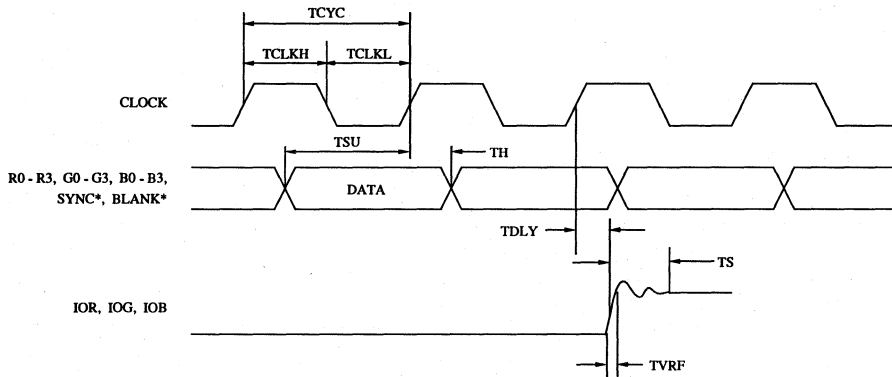 TCYC
TCLKH TCLKL
CLOCK
TSU
TH
R0 - R3, G0 - G3, B0 - B3,
SYNC*, BLANK*
DATA
TDLY
TS
IOR, IOG, IOB
TVRF